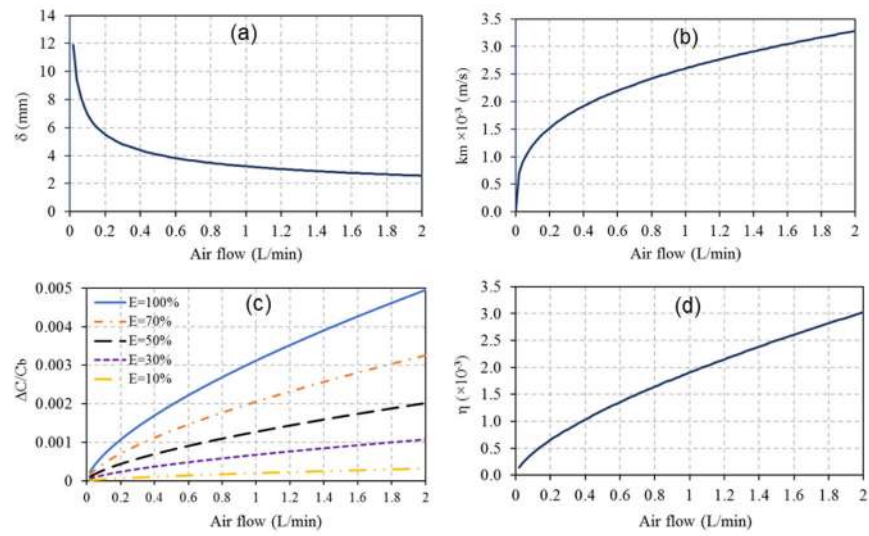 (a)
14
12
10
8
6
4
2
0
δ (mm)
0 0.2 0.4 0.6 0.8 1 1.2 1.4 1.6 1.8 2
Air flow (L/min)
(b)
3.5
3.0
2.5
2.0
1.5
1.0
0.5
0.0
km ×10⁻³ (m/s)
0 0.2 0.4 0.6 0.8 1 1.2 1.4 1.6 1.8 2
Air flow (L/min)
(c)
0.005
0.004
0.003
0.002
0.001
0
ΔC/Cb
E=100%
E=70%
E=50%
E=30%
E=10%
0 0.2 0.4 0.6 0.8 1 1.2 1.4 1.6 1.8 2
Air flow (L/min)
(d)
3.5
3.0
2.5
2.0
1.5
1.0
0.5
0.0
η (×10⁻³)
0 0.2 0.4 0.6 0.8 1 1.2 1.4 1.6 1.8 2
Air flow (L/min)